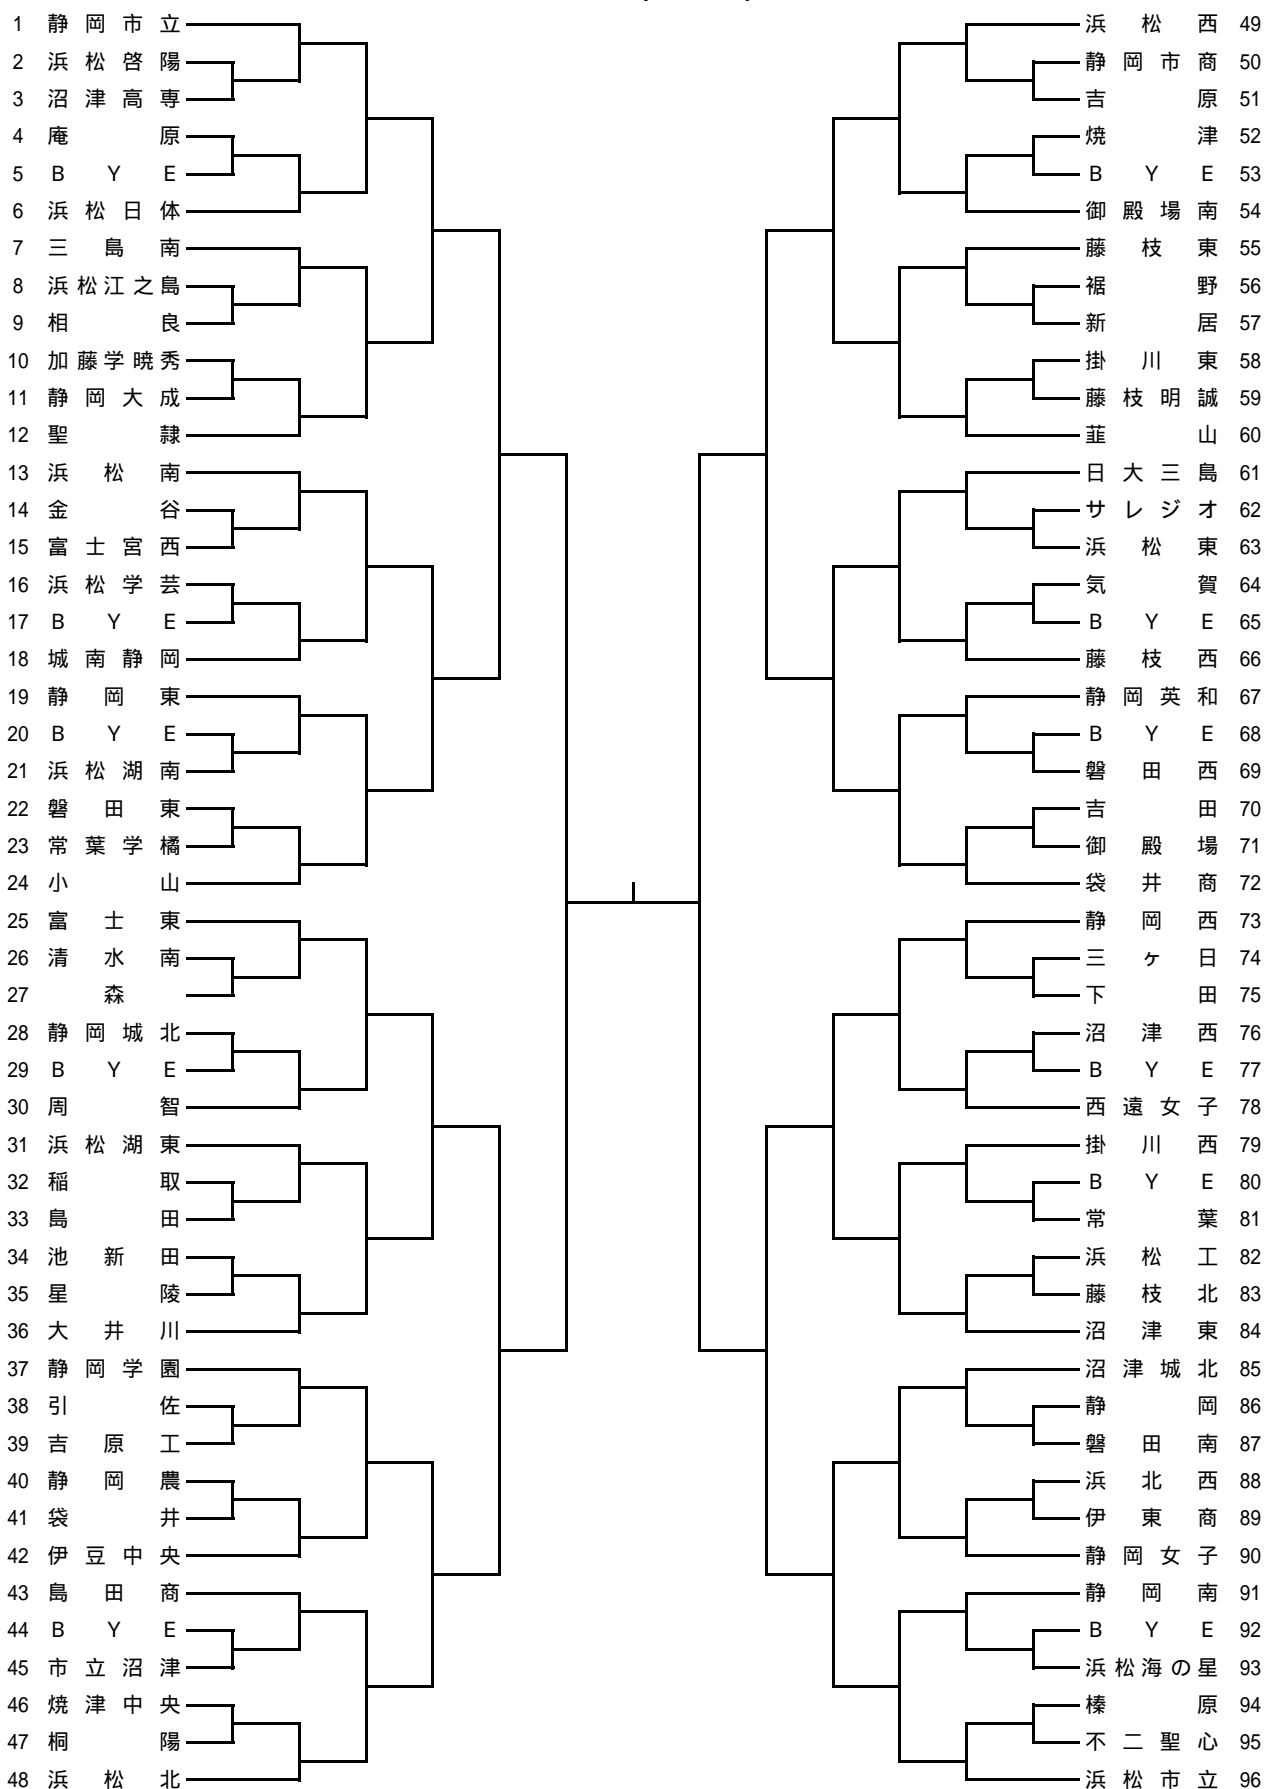 1 静岡市立
2 浜松啓陽
3 沼津高専
4 庵原
5 BYE
6 浜松日体
7 三島南
8 浜松江之島
9 相良
10 加藤学暁秀
11 静岡大成
12 聖隷
13 浜松南
14 金谷
15 富士宮西
16 浜松学芸
17 BYE
18 城南静岡
19 静岡東
20 BYE
21 浜松湖南
22 磐田東
23 常葉学橘
24 小山
25 富士東
26 清水南
27 森
28 静岡城北
29 BYE
30 周智
31 浜松湖東
32 稲取
33 島田
34 池新田
35 星陵
36 大井川
37 静岡学園
38 引佐
39 吉原工
40 静岡農
41 袋井
42 伊豆中央
43 島田商
44 BYE
45 市立沼津
46 焼津中央
47 桐陽
48 浜松北
浜松西 49
静岡市商 50
吉原 51
焼津 52
BYE 53
御殿場南 54
藤枝東 55
裾野 56
新居 57
掛川東 58
藤枝明誠 59
韮山 60
日大三島 61
サレジオ 62
浜松東 63
気賀 64
BYE 65
藤枝西 66
静岡英和 67
BYE 68
磐田西 69
吉田 70
御殿場 71
袋井商 72
静岡西 73
三ヶ日 74
下田 75
沼津西 76
BYE 77
西遠女子 78
掛川西 79
BYE 80
常葉 81
浜松工 82
藤枝北 83
沼津東 84
沼津城北 85
静岡 86
磐田南 87
浜北西 88
伊東商 89
静岡女子 90
静岡南 91
BYE 92
浜松海の星 93
榛原 94
不二聖心 95
浜松市立 96